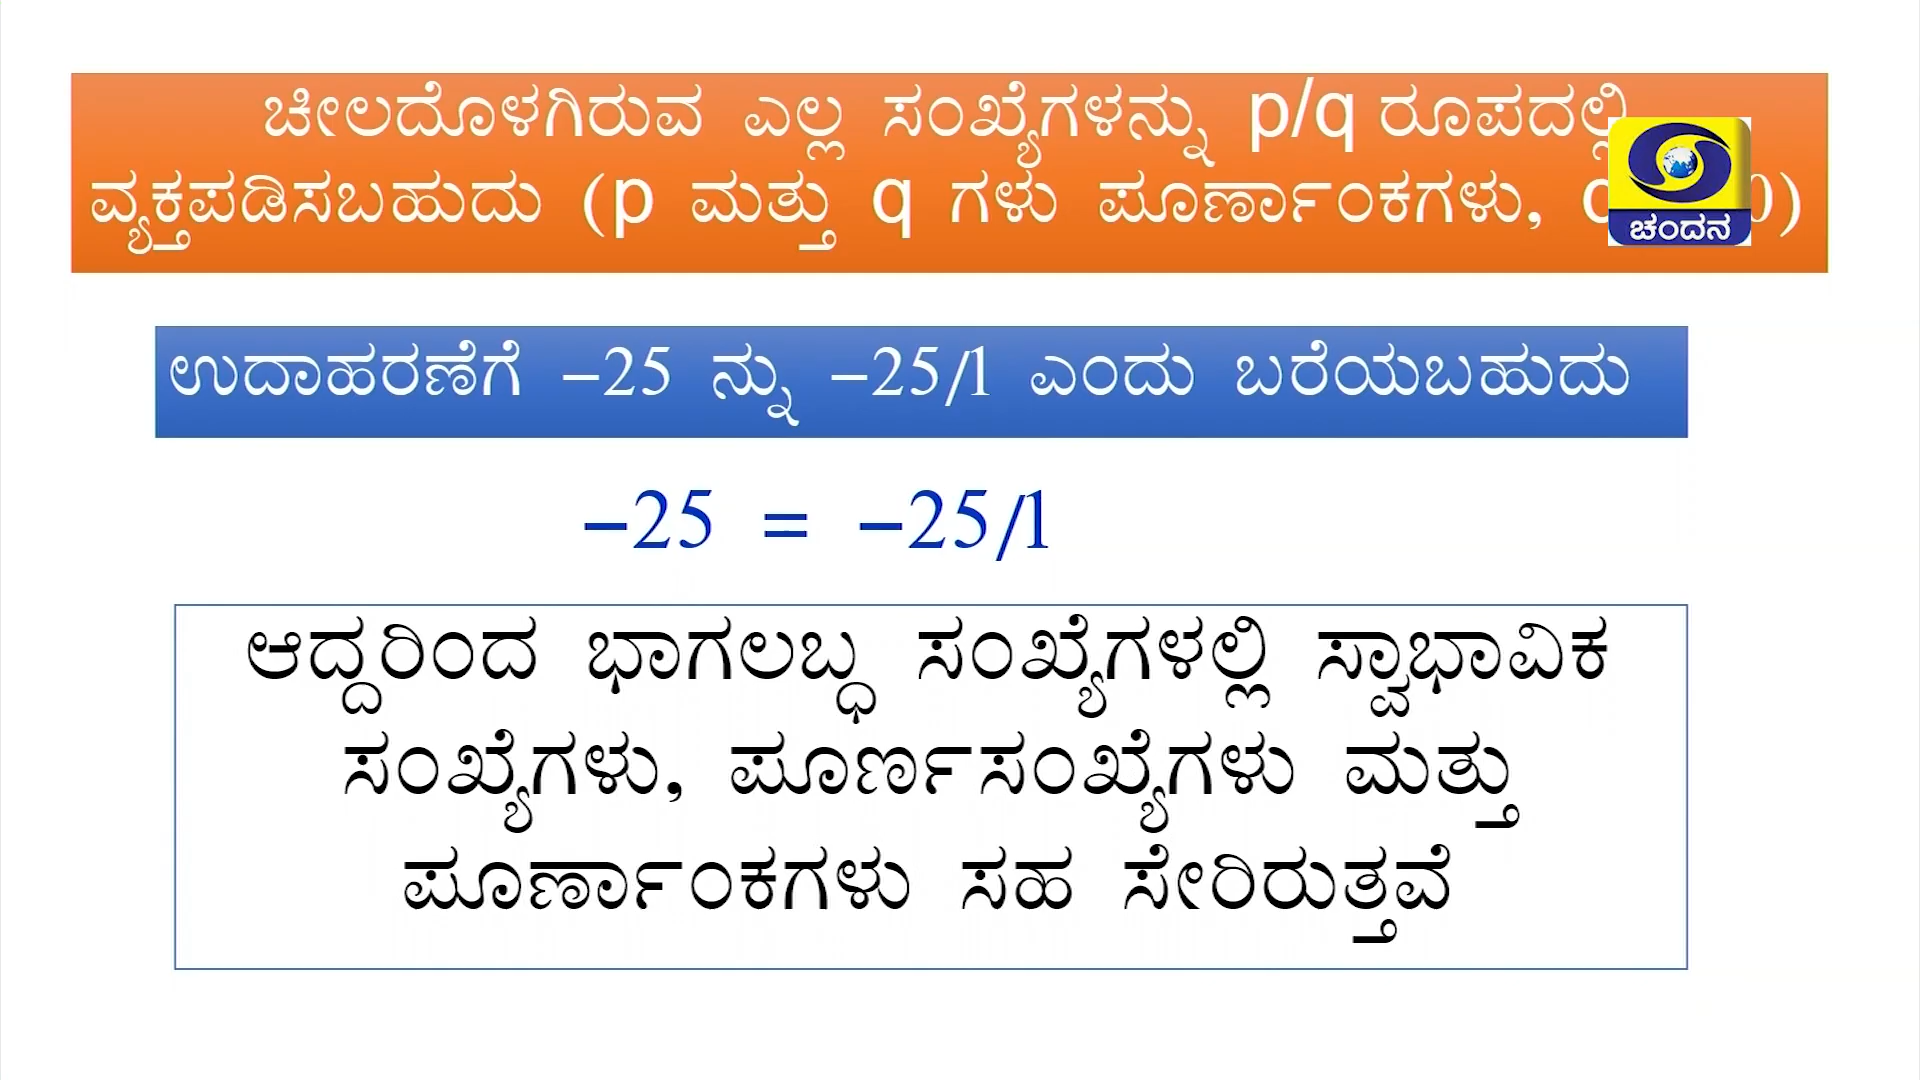 ಚೀಲದೊಳಗಿರುವ ಎಲ್ಲ ಸಂಖ್ಯೆಗಳನ್ನು p/q ರೂಪದಲ್ಲಿ
ವ್ಯಕ್ತಪಡಿಸಬಹುದು (p ಮತ್ತು q ಗಳು ಪೂರ್ಣಾಂಕಗಳು, 0)
ಚಂದನ
ಉದಾಹರಣೆಗೆ –25 ನ್ನು –25/1 ಎಂದು ಬರೆಯಬಹುದು
–25 = –25/1
ಆದ್ದರಿಂದ ಭಾಗಲಬ್ಧ ಸಂಖ್ಯೆಗಳಲ್ಲಿ ಸ್ವಾಭಾವಿಕ
ಸಂಖ್ಯೆಗಳು, ಪೂರ್ಣಸಂಖ್ಯೆಗಳು ಮತ್ತು
ಪೂರ್ಣಾಂಕಗಳು ಸಹ ಸೇರಿರುತ್ತವೆ